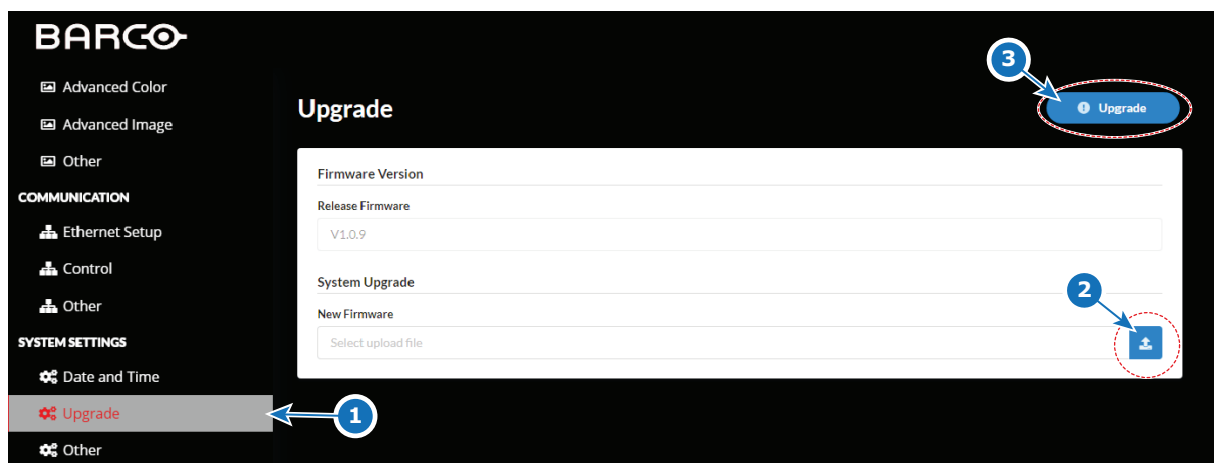 BARCO
Advanced Color
Advanced Image
Other
COMMUNICATION
Ethernet Setup
Control
Other
SYSTEM SETTINGS
Date and Time
Upgrade
Other
1
Upgrade
3
Upgrade
Firmware Version
Release Firmware
V1.0.9
System Upgrade
2
New Firmware
Select upload file